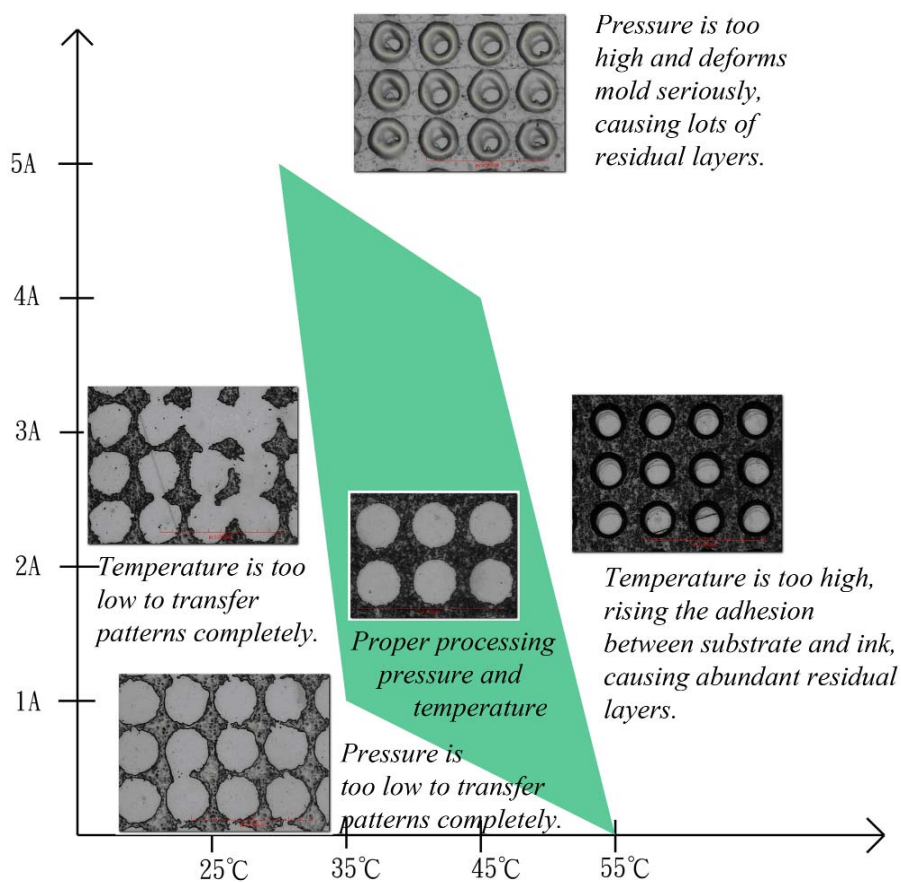 Pressure is too
high and deforms
mold seriously,
causing lots of
residual layers.
5A
4A
3A
2A
1A
Temperature is too
low to transfer
patterns completely.
Proper processing
pressure and
temperature
Temperature is too high,
rising the adhesion
between substrate and ink,
causing abundant residual
layers.
Pressure is
too low to transfer
patterns completely.
25℃
35℃
45℃
55℃